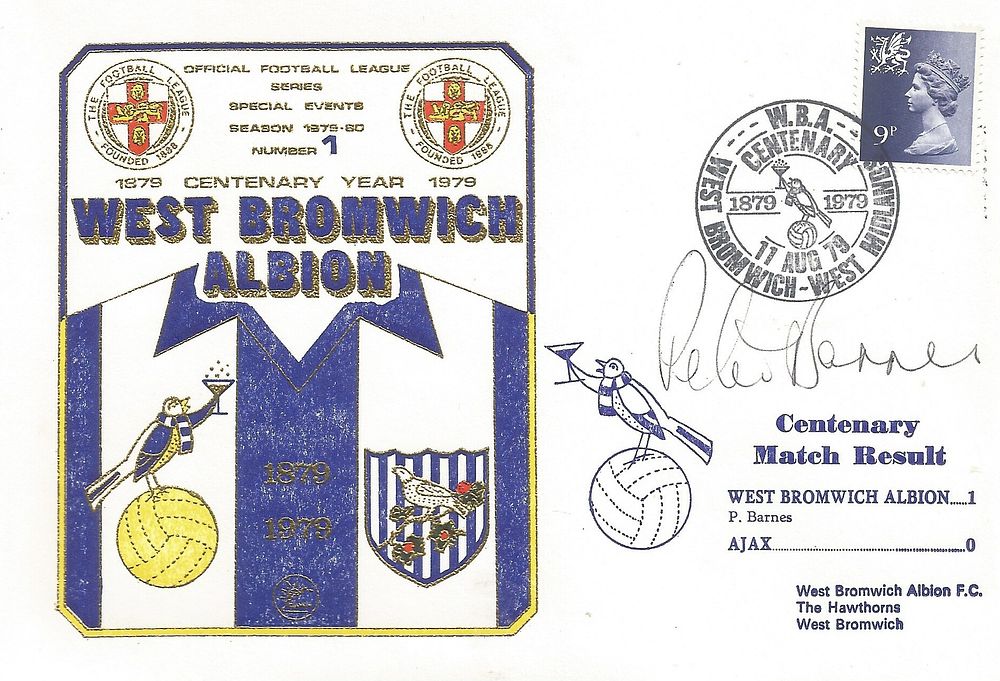 OFFICIAL FOOTBALL LEAGUE
SERIES
SPECIAL EVENTS
SEASON 1979-80
NUMBER 1
THE FOOTBALL LEAGUE
FOUNDED 1888
THE FOOTBALL LEAGUE
FOUNDED 1888
1879 CENTENARY YEAR 1979
WEST BROMWICH
ALBION
1879
1979
9P
W.B.A.
CENTENARY
1879 1979
11 AUG 79
WEST BROMWICH-WEST MIDLANDS
Peter Barnes
Centenary
Match Result
WEST BROMWICH ALBION.....1
P. Barnes
AJAX........................................0
West Bromwich Albion F.C.
The Hawthorns
West Bromwich